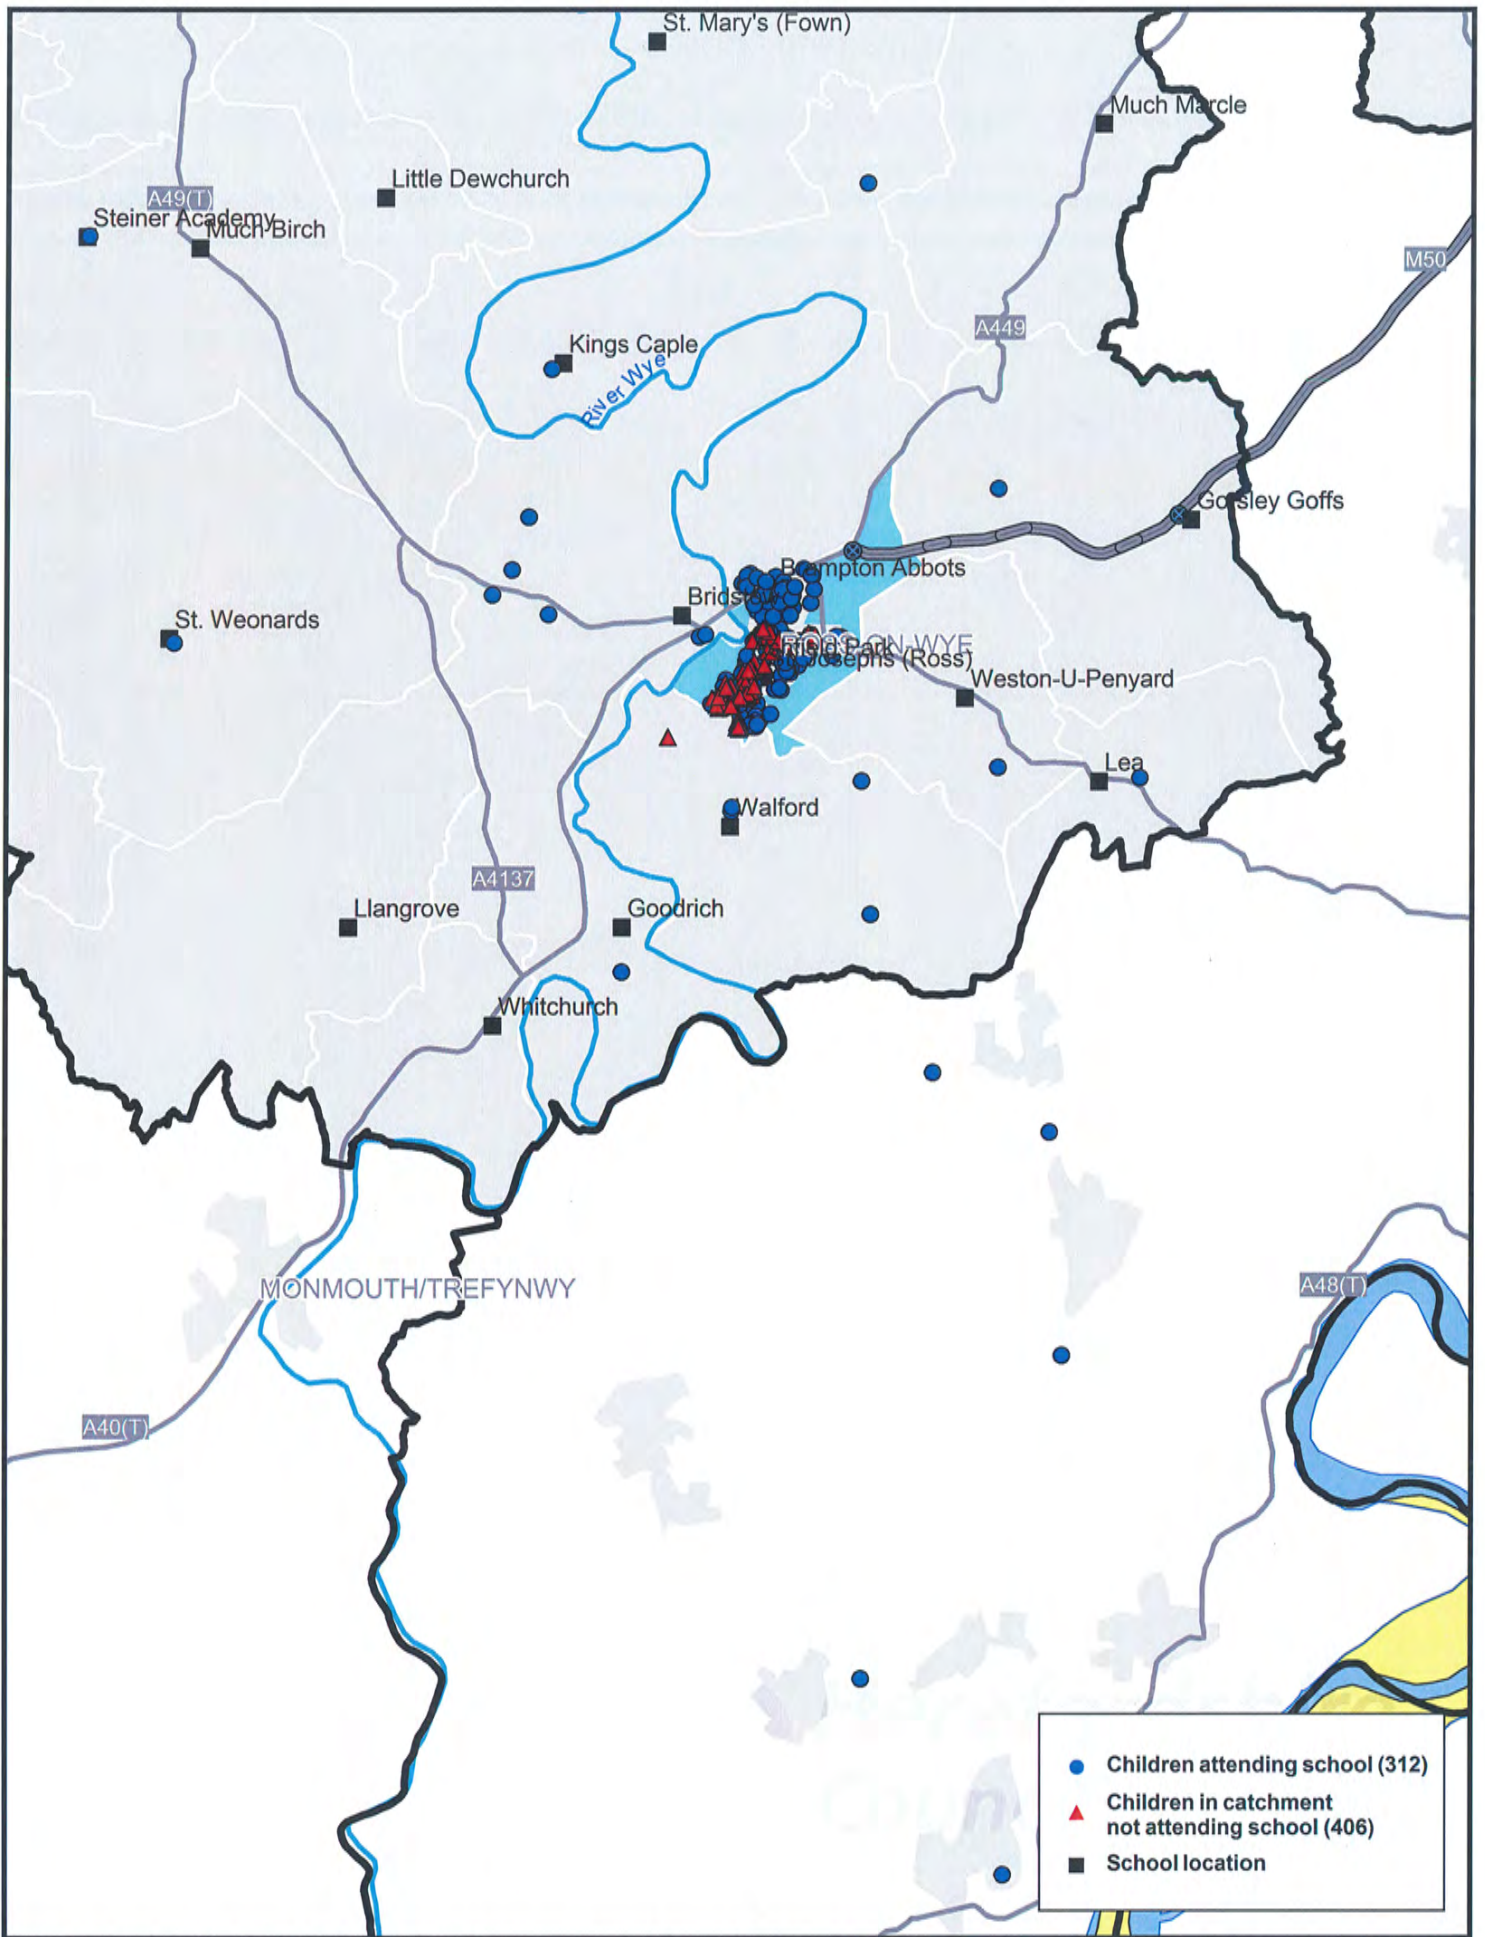 St. Mary's (Fown)
Much Marcle
Little Dewchurch
A49(T)
Steiner Academy
Much Birch
M50
A449
Kings Caple
River Wye
Gorsley Goffs
Brampton Abbots
Bridstow
St. Weonards
ROSS-ON-WYE
Park
Josephs (Ross)
Weston-U-Penyard
Lea
Walford
A4137
Llangrove
Goodrich
Whitchurch
MONMOUTH/TREFYNWY
A48(T)
A40(T)
Children attending school (312)
Children in catchment
not attending school (406)
School location